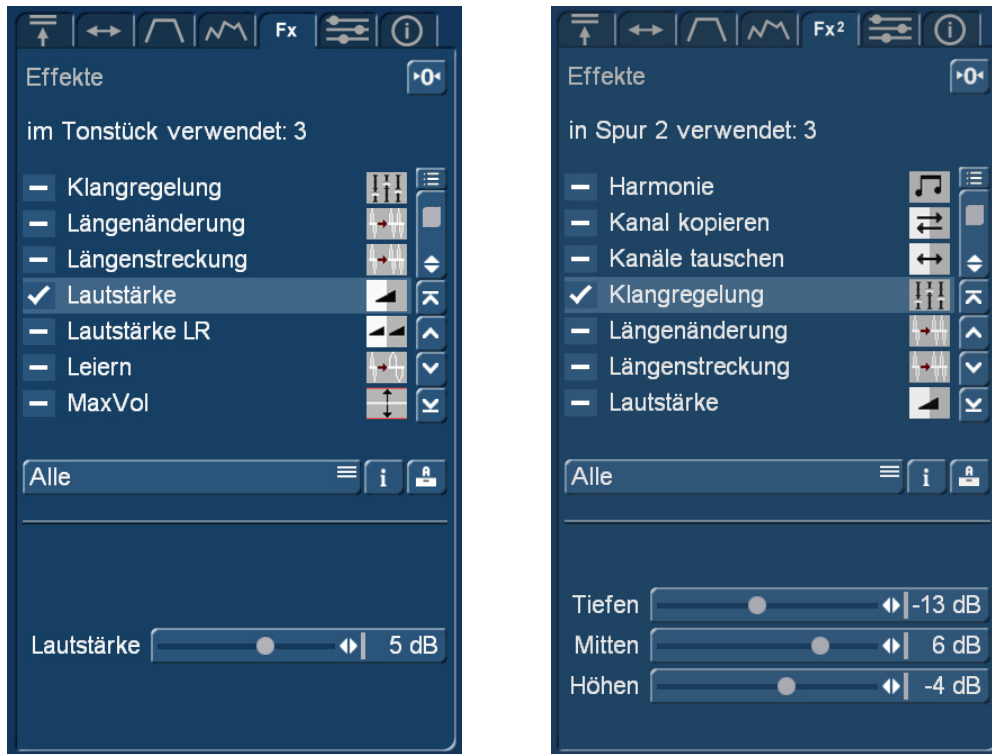 Fx
Effekte
0
im Tonstück verwendet: 3
Klangregelung
Längenänderung
Längenstreckung
Lautstärke
Lautstärke LR
Leiern
MaxVol
Alle
i
A
Lautstärke 5 dB
Fx²
Effekte
0
in Spur 2 verwendet: 3
Harmonie
Kanal kopieren
Kanäle tauschen
Klangregelung
Längenänderung
Längenstreckung
Lautstärke
Alle
i
A
Tiefen -13 dB
Mitten 6 dB
Höhen -4 dB